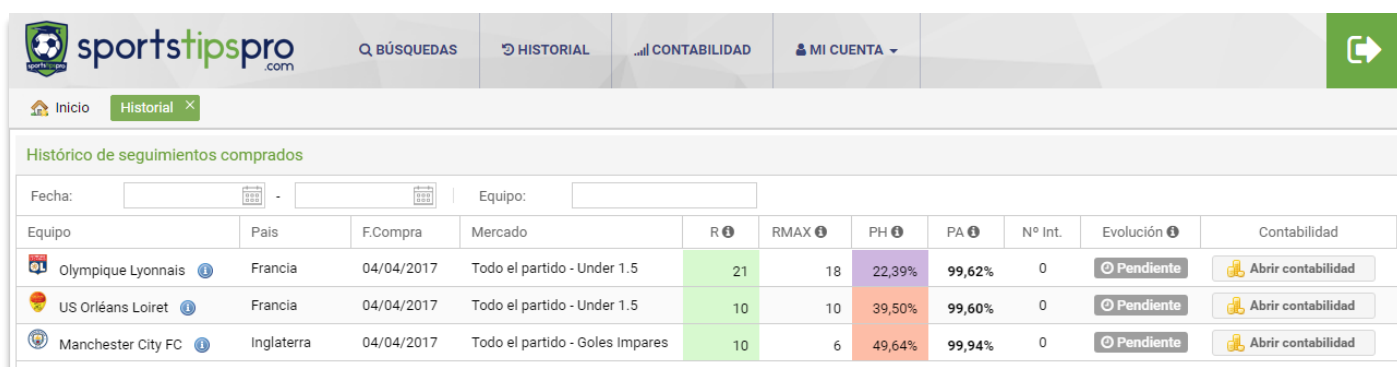 sportstipspro
.com
BÚSQUEDAS
HISTORIAL
CONTABILIDAD
MI CUENTA
Inicio
Historial ×
Histórico de seguimientos comprados
Fecha: - Equipo:
Equipo Pais F.Compra Mercado R RMAX PH PA Nº Int. Evolución Contabilidad
Olympique Lyonnais Francia 04/04/2017 Todo el partido - Under 1.5 21 18 22,39% 99,62% 0 Pendiente Abrir contabilidad
US Orléans Loiret Francia 04/04/2017 Todo el partido - Under 1.5 10 10 39,50% 99,60% 0 Pendiente Abrir contabilidad
Manchester City FC Inglaterra 04/04/2017 Todo el partido - Goles Impares 10 6 49,64% 99,94% 0 Pendiente Abrir contabilidad